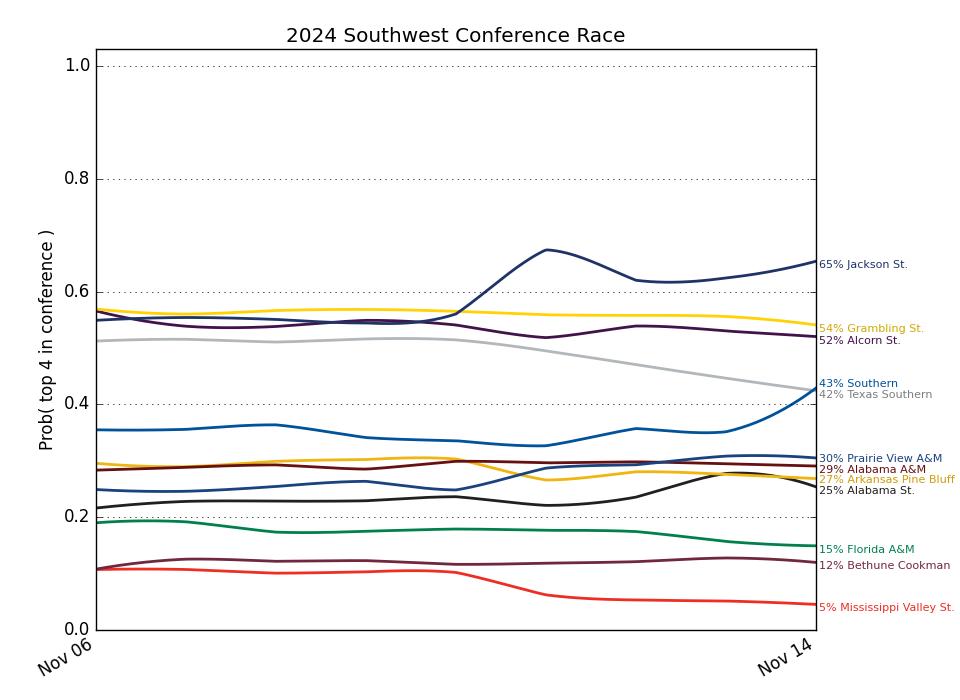 2024 Southwest Conference Race
Prob( top 4 in conference )
1.0
0.8
0.6
0.4
0.2
0.0
Nov 06
Nov 14
65% Jackson St.
54% Grambling St.
52% Alcorn St.
43% Southern
42% Texas Southern
30% Prairie View A&M
29% Alabama A&M
27% Arkansas Pine Bluff
25% Alabama St.
15% Florida A&M
12% Bethune Cookman
5% Mississippi Valley St.